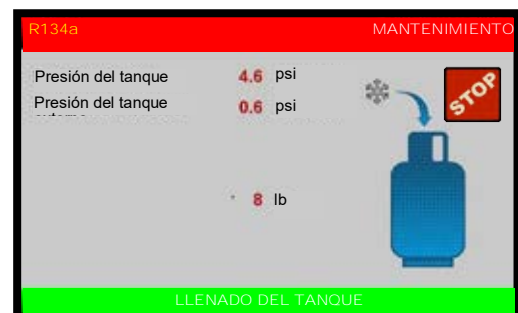 R134a MANTENIMIENTO
Presión del tanque 4.6 psi
Presión del tanque 0.6 psi
STOP
8 lb
LLENADO DEL TANQUE